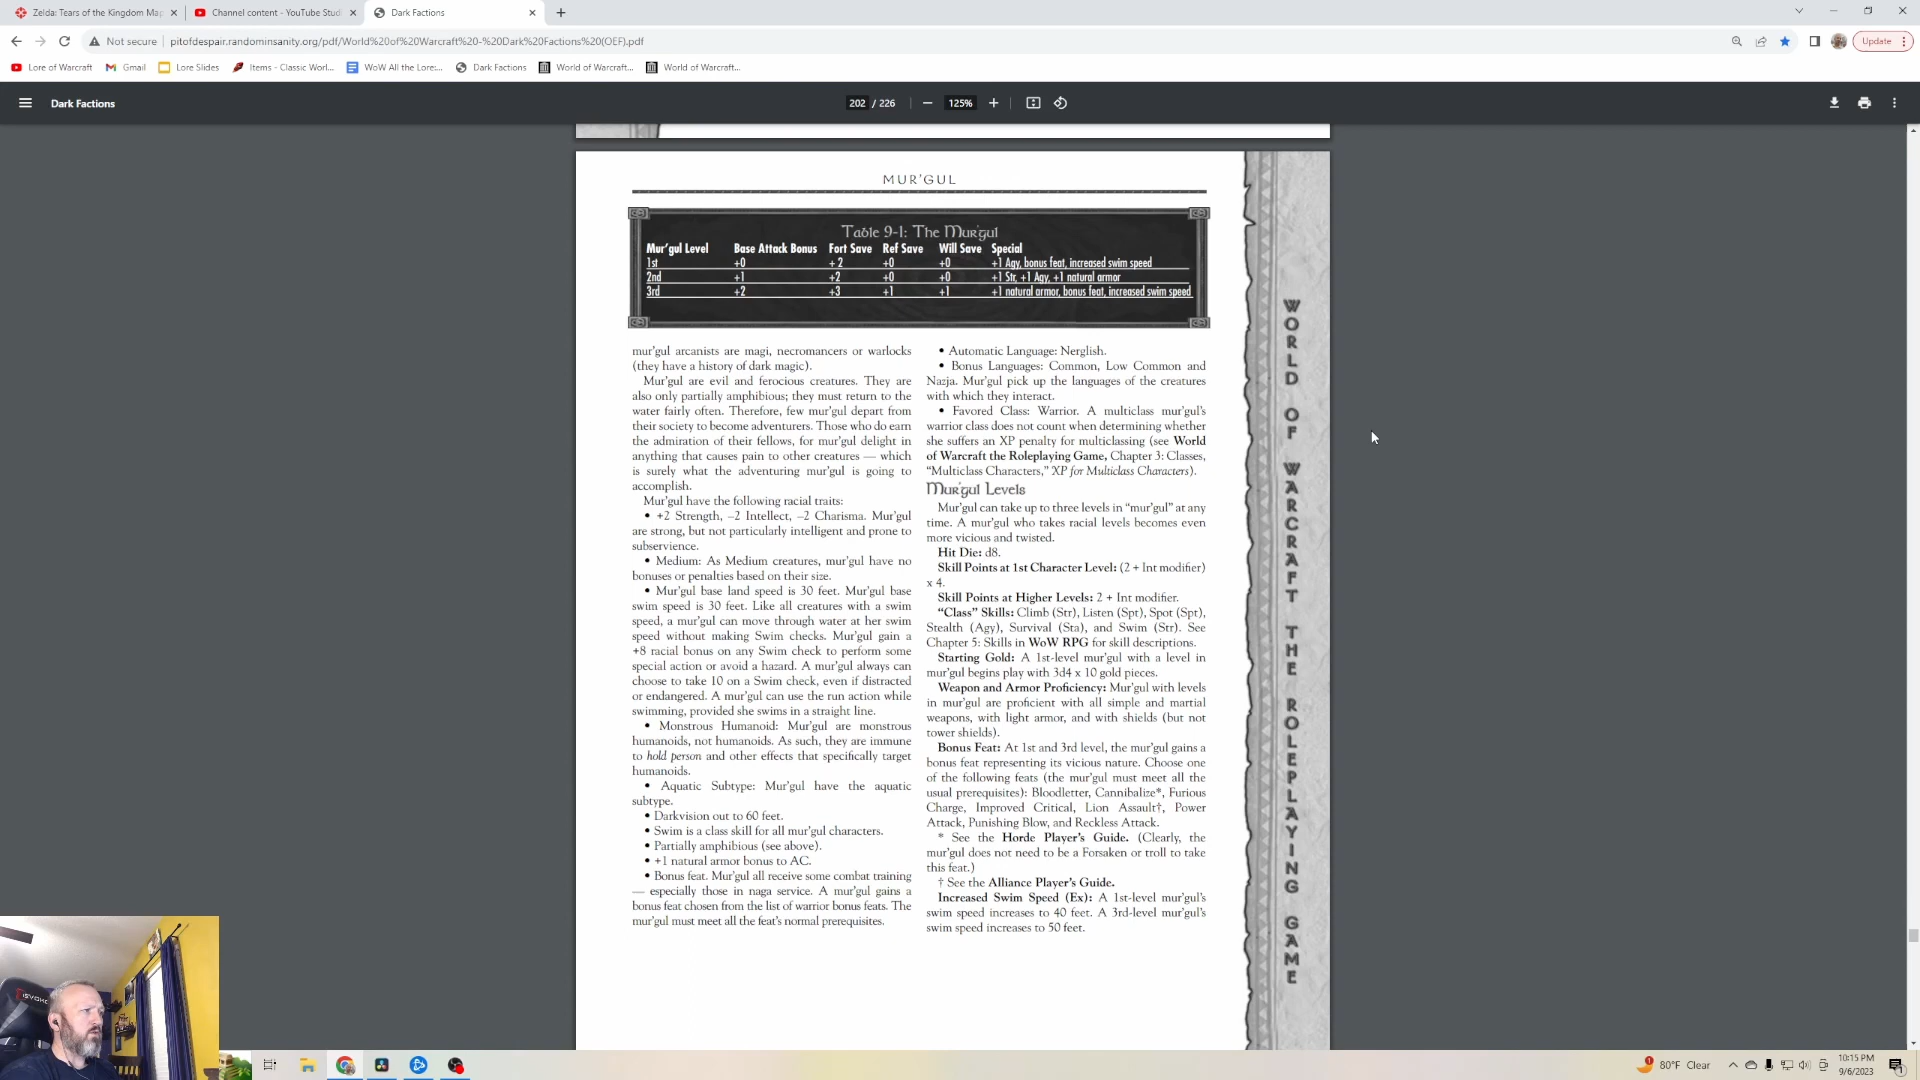 Zelda: Tears of the Kingdom Map
Channel content - YouTube Stud
Dark Factions
Not secure
pitofdespair.randominsanity.org/pdf/World%20of%20Warcraft%20-%20Dark%20Factions%20(OEF).pdf
Update
Lore of Warcraft
Gmail
Lore Slides
Items - Classic Worl...
WoW All the Lore:...
Dark Factions
World of Warcraft...
World of Warcraft...
Dark Factions
202 / 226
125%
MUR'GUL
Table 9-1: The Mur'gul
Mur'gul Level Base Attack Bonus Fort Save Ref Save Will Save Special
1st +0 + 2 +0 +0 +1 Agy, bonus feat, increased swim speed
2nd +1 +2 +0 +0 +1 Str, +1 Agy, +1 natural armor
3rd +2 +3 +1 +1 +1 natural armor, bonus feat, increased swim speed
mur'gul arcanists are magi, necromancers or warlocks
(they have a history of dark magic).
Mur'gul are evil and ferocious creatures. They are
also only partially amphibious; they must return to the
water fairly often. Therefore, few mur'gul depart from
their society to become adventurers. Those who do earn
the admiration of their fellows, for mur'gul delight in
anything that causes pain to other creatures — which
is surely what the adventuring mur'gul is going to
accomplish.
Mur'gul have the following racial traits:
• +2 Strength, –2 Intellect, –2 Charisma. Mur'gul
are strong, but not particularly intelligent and prone to
subservience.
• Medium: As Medium creatures, mur'gul have no
bonuses or penalties based on their size.
• Mur'gul base land speed is 30 feet. Mur'gul base
swim speed is 30 feet. Like all creatures with a swim
speed, a mur'gul can move through water at her swim
speed without making Swim checks. Mur'gul gain a
+8 racial bonus on any Swim check to perform some
special action or avoid a hazard. A mur'gul always can
choose to take 10 on a Swim check, even if distracted
or endangered. A mur'gul can use the run action while
swimming, provided she swims in a straight line.
• Monstrous Humanoid: Mur'gul are monstrous
humanoids, not humanoids. As such, they are immune
to hold person and other effects that specifically target
humanoids.
• Aquatic Subtype: Mur'gul have the aquatic
subtype.
• Darkvision out to 60 feet.
• Swim is a class skill for all mur'gul characters.
• Partially amphibious (see above).
• +1 natural armor bonus to AC.
• Bonus feat. Mur'gul all receive some combat training
— especially those in naga service. A mur'gul gains a
bonus feat chosen from the list of warrior bonus feats. The
mur'gul must meet all the feat's normal prerequisites.
• Automatic Language: Nerglish.
• Bonus Languages: Common, Low Common and
Nazja. Mur'gul pick up the languages of the creatures
with which they interact.
• Favored Class: Warrior. A multiclass mur'gul's
warrior class does not count when determining whether
she suffers an XP penalty for multiclassing (see World
of Warcraft the Roleplaying Game, Chapter 3: Classes,
"Multiclass Characters," XP for Multiclass Characters).
Mur'gul Levels
Mur'gul can take up to three levels in "mur'gul" at any
time. A mur'gul who takes racial levels becomes even
more vicious and twisted.
Hit Die: d8.
Skill Points at 1st Character Level: (2 + Int modifier)
x 4.
Skill Points at Higher Levels: 2 + Int modifier.
"Class" Skills: Climb (Str), Listen (Spt), Spot (Spt),
Stealth (Agy), Survival (Sta), and Swim (Str). See
Chapter 5: Skills in WoW RPG for skill descriptions.
Starting Gold: A 1st-level mur'gul with a level in
mur'gul begins play with 3d4 x 10 gold pieces.
Weapon and Armor Proficiency: Mur'gul with levels
in mur'gul are proficient with all simple and martial
weapons, with light armor, and with shields (but not
tower shields).
Bonus Feat: At 1st and 3rd level, the mur'gul gains a
bonus feat representing its vicious nature. Choose one
of the following feats (the mur'gul must meet all the
usual prerequisites): Bloodletter, Cannibalize*, Furious
Charge, Improved Critical, Lion Assault†, Power
Attack, Punishing Blow, and Reckless Attack.
* See the Horde Player's Guide. (Clearly, the
mur'gul does not need to be a Forsaken or troll to take
this feat.)
† See the Alliance Player's Guide.
Increased Swim Speed (Ex): A 1st-level mur'gul's
swim speed increases to 40 feet. A 3rd-level mur'gul's
swim speed increases to 50 feet.
WORLD OF WARCRAFT THE ROLEPLAYING GAME
80°F Clear
10:15 PM
9/6/2023